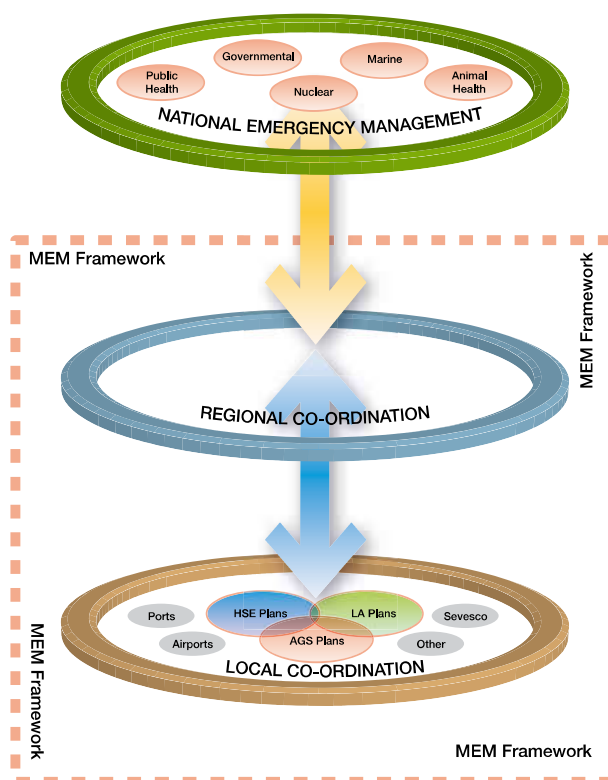 Governmental
Marine
Public
Health
Animal
Health
Nuclear
NATIONAL EMERGENCY MANAGEMENT
MEM Framework
MEM Framework
REGIONAL CO-ORDINATION
HSE Plans
LA Plans
Ports
Sevesco
Airports
AGS Plans
Other
LOCAL CO-ORDINATION
MEM Framework
MEM Framework